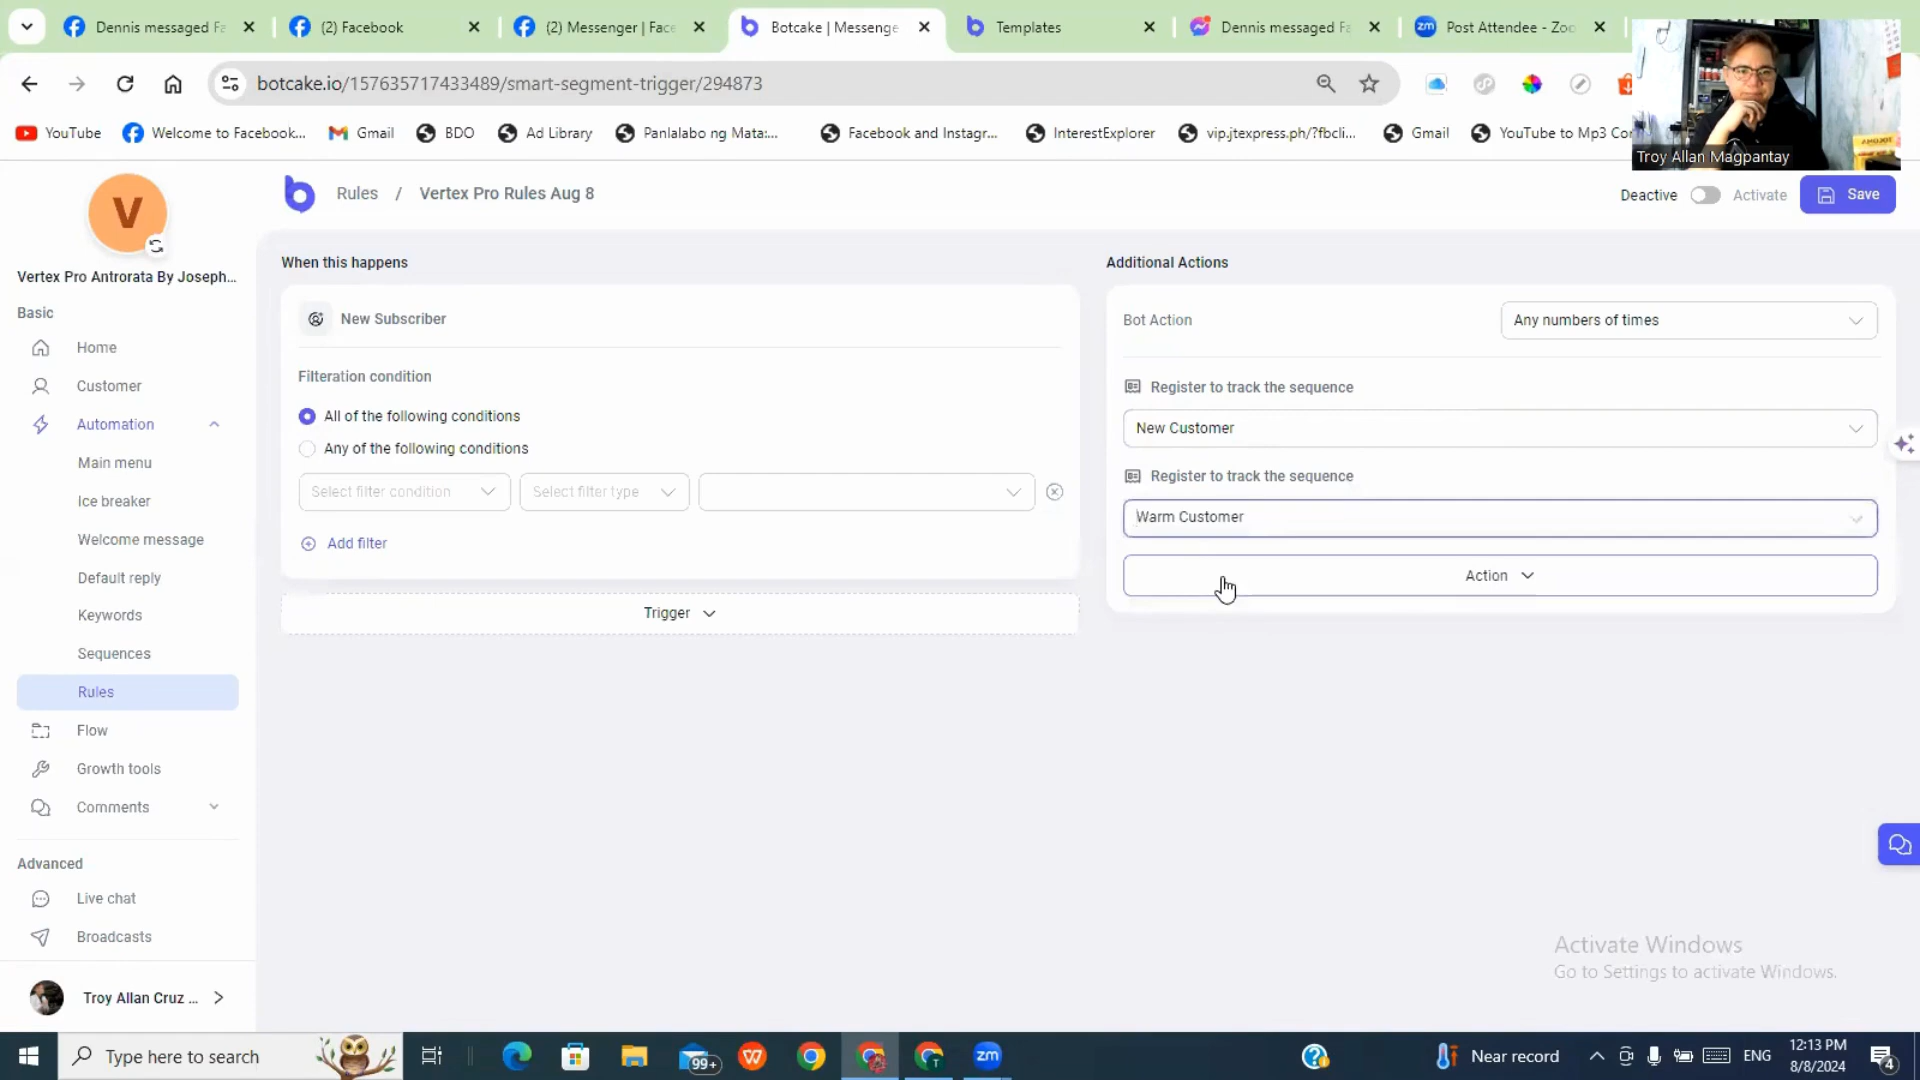 Dennis messaged Fa
(2) Facebook
(2) Messenger | Face
Botcake | Messenge
Templates
Dennis messaged Fa
zm
Post Attendee - Zoo
botcake.io/157635717433489/smart-segment-trigger/294873
YouTube
Welcome to Facebook...
Gmail
BDO
Ad Library
Panlalabo ng Mata:...
Facebook and Instagr...
InterestExplorer
vip.jtexpress.ph/?fbcli...
Gmail
YouTube to Mp3 Con
Troy Allan Magpantay
V
Vertex Pro Antrorata By Joseph...
Basic
Home
Customer
Automation
Main menu
Ice breaker
Welcome message
Default reply
Keywords
Sequences
Rules
Flow
Growth tools
Comments
Advanced
Live chat
Broadcasts
Troy Allan Cruz ...
Rules / Vertex Pro Rules Aug 8
Deactive
Activate
Save
When this happens
New Subscriber
Filteration condition
All of the following conditions
Any of the following conditions
Select filter condition
Select filter type
Add filter
Trigger
Additional Actions
Bot Action
Any numbers of times
Register to track the sequence
New Customer
Register to track the sequence
Warm Customer
Action
Activate Windows
Go to Settings to activate Windows.
Type here to search
99+
zm
Near record
ENG
12:13 PM
8/8/2024
4